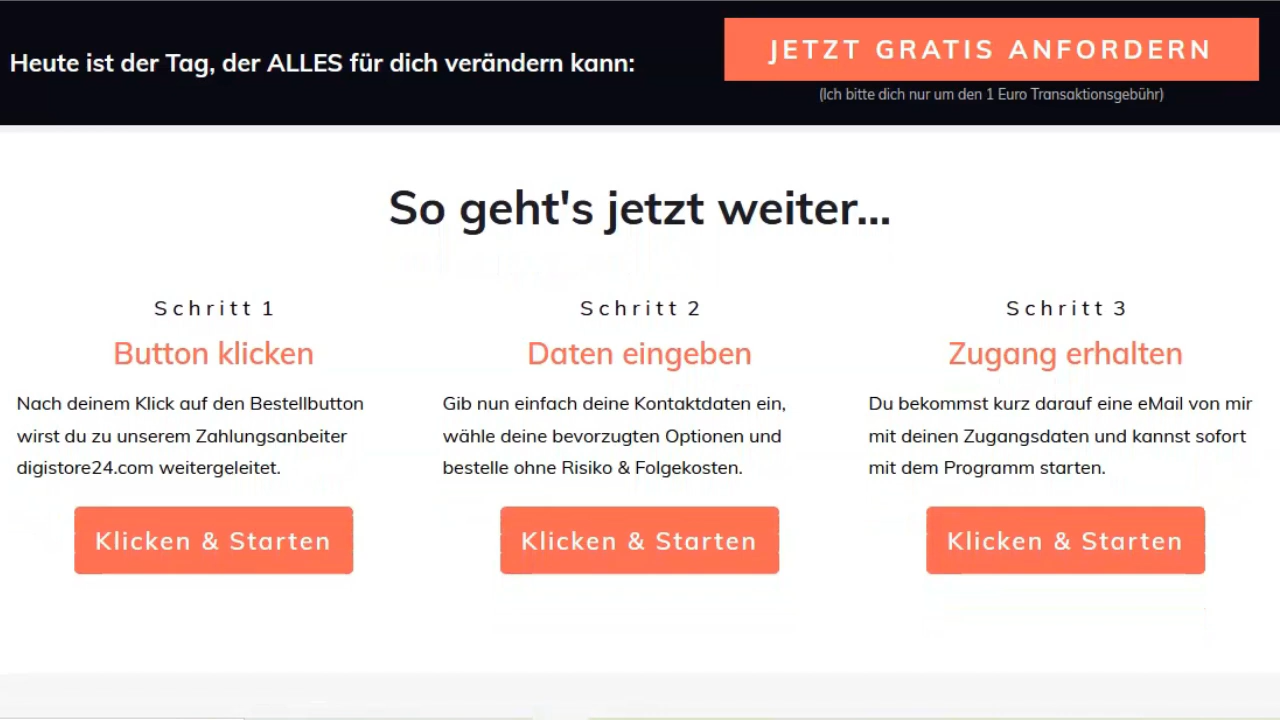 Heute ist der Tag, der ALLES für dich verändern kann:
JETZT GRATIS ANFORDERN
(Ich bitte dich nur um den 1 Euro Transaktionsgebühr)
So geht's jetzt weiter...
Schritt 1
Button klicken
Nach deinem Klick auf den Bestellbutton
wirst du zu unserem Zahlungsanbeiter
digistore24.com weitergeleitet.
Klicken & Starten
Schritt 2
Daten eingeben
Gib nun einfach deine Kontaktdaten ein,
wähle deine bevorzugten Optionen und
bestelle ohne Risiko & Folgekosten.
Klicken & Starten
Schritt 3
Zugang erhalten
Du bekommst kurz darauf eine eMail von mir
mit deinen Zugangsdaten und kannst sofort
mit dem Programm starten.
Klicken & Starten